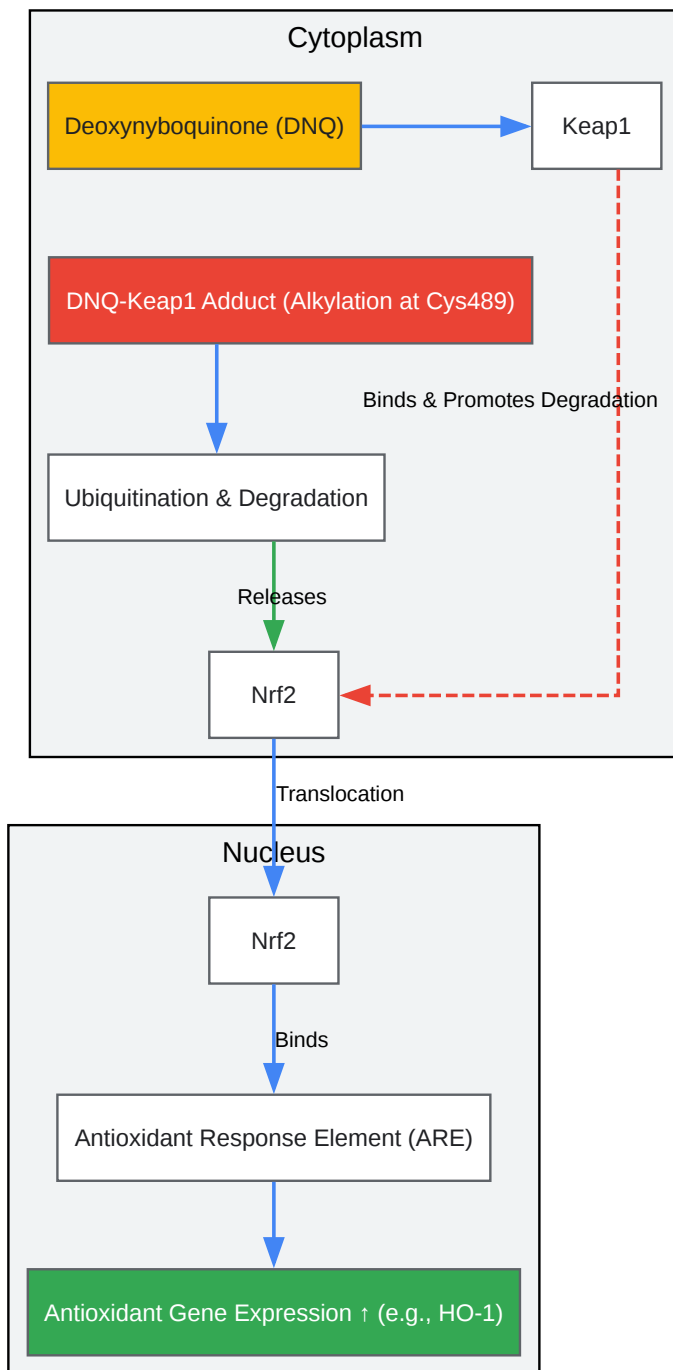 Cytoplasm
Deoxynyboquinone (DNQ)
Keap1
DNQ-Keap1 Adduct (Alkylation at Cys489)
Binds & Promotes Degradation
Ubiquitination & Degradation
Releases
Nrf2
Translocation
Nucleus
Nrf2
Binds
Antioxidant Response Element (ARE)
Antioxidant Gene Expression ↑ (e.g., HO-1)